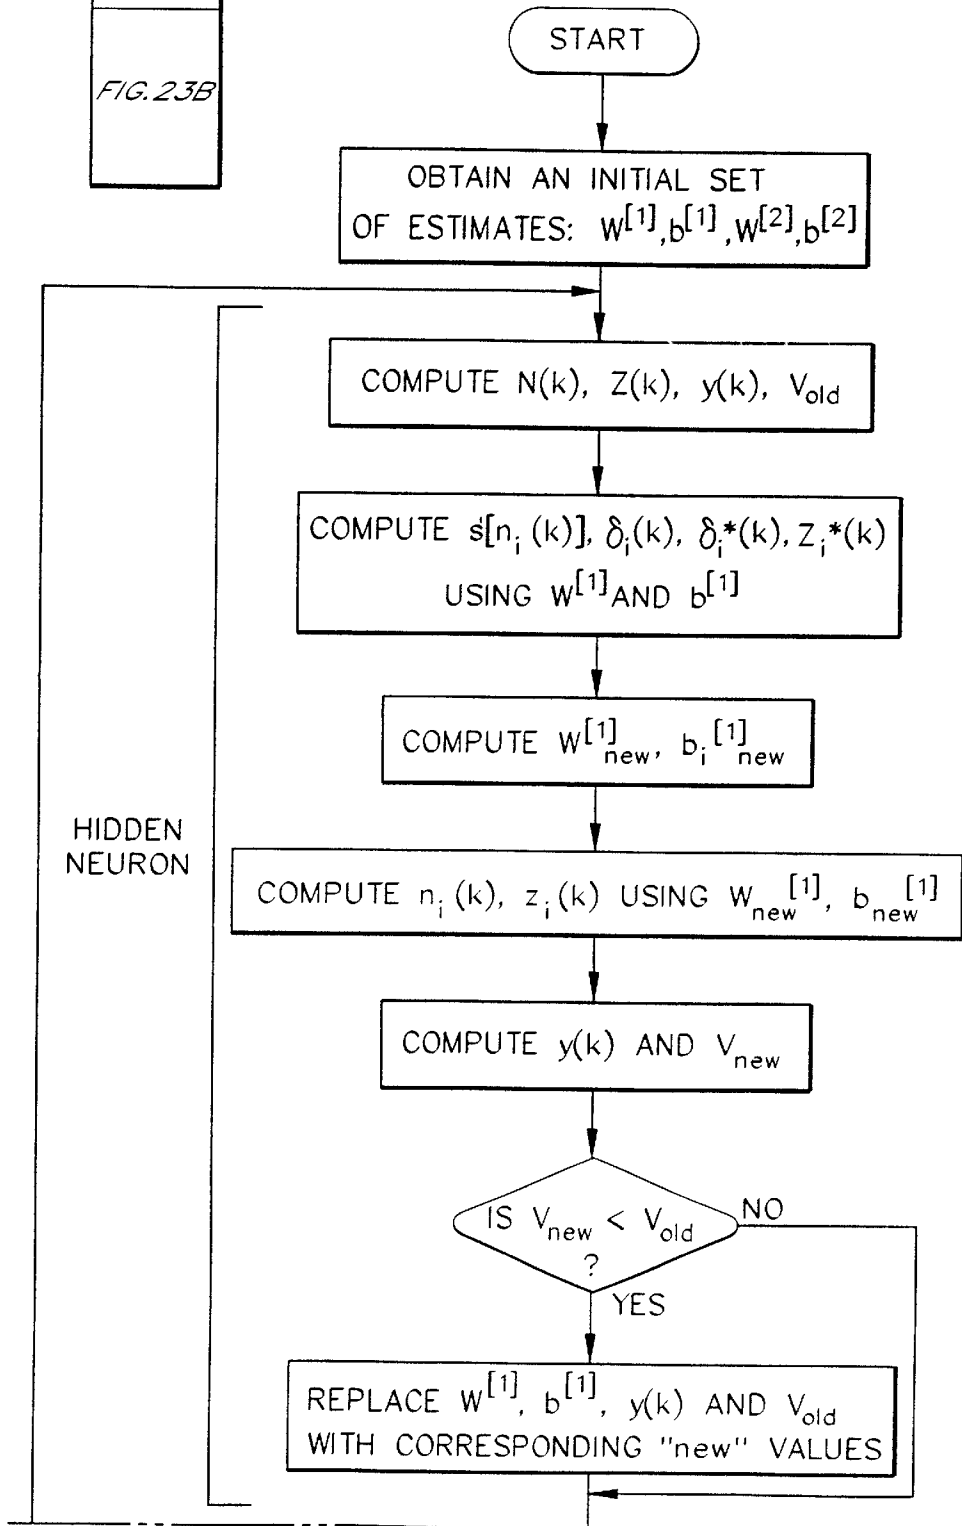 FIG. 23B
START
OBTAIN AN INITIAL SET
OF ESTIMATES: W[1],b[1],W[2],b[2]
COMPUTE N(k), Z(k), y(k), Vold
COMPUTE ṡ[ni(k)], δi(k), δi*(k), Zi*(k)
USING W[1] AND b[1]
COMPUTE W[1]new, bi[1]new
HIDDEN
NEURON
COMPUTE ni(k), zi(k) USING Wnew[1], bnew[1]
COMPUTE y(k) AND Vnew
IS Vnew < Vold
?
NO
YES
REPLACE W[1], b[1], y(k) AND Vold
WITH CORRESPONDING "new" VALUES